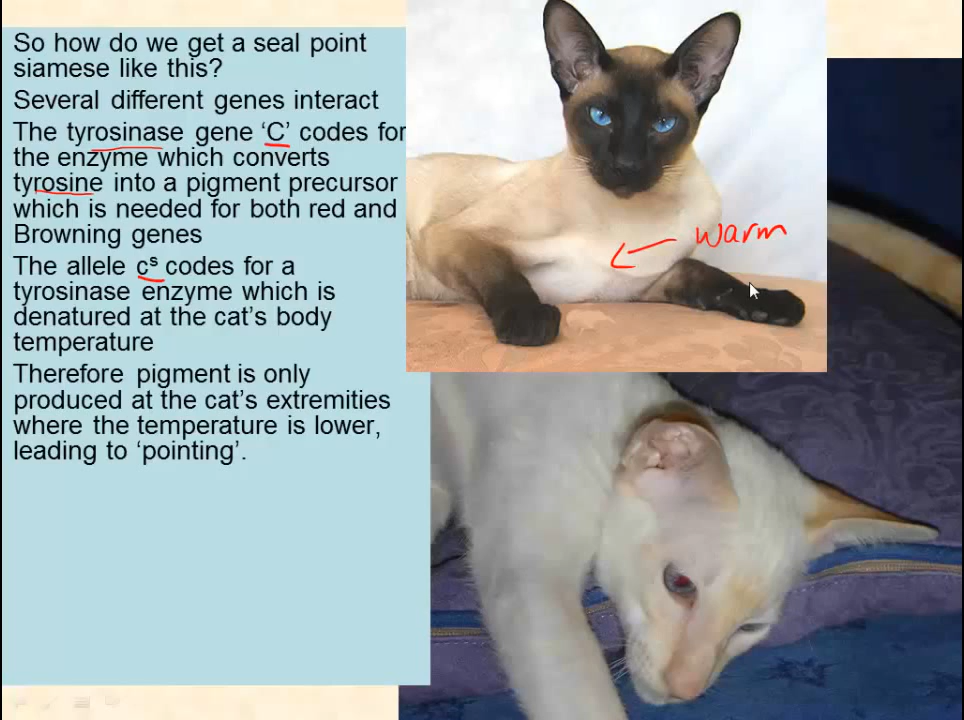 So how do we get a seal point
siamese like this?
Several different genes interact
The tyrosinase gene ‘C’ codes for
the enzyme which converts
tyrosine into a pigment precursor
which is needed for both red and
Browning genes
The allele cˢ codes for a
tyrosinase enzyme which is
denatured at the cat’s body
temperature
Therefore pigment is only
produced at the cat’s extremities
where the temperature is lower,
leading to ‘pointing’.
warm